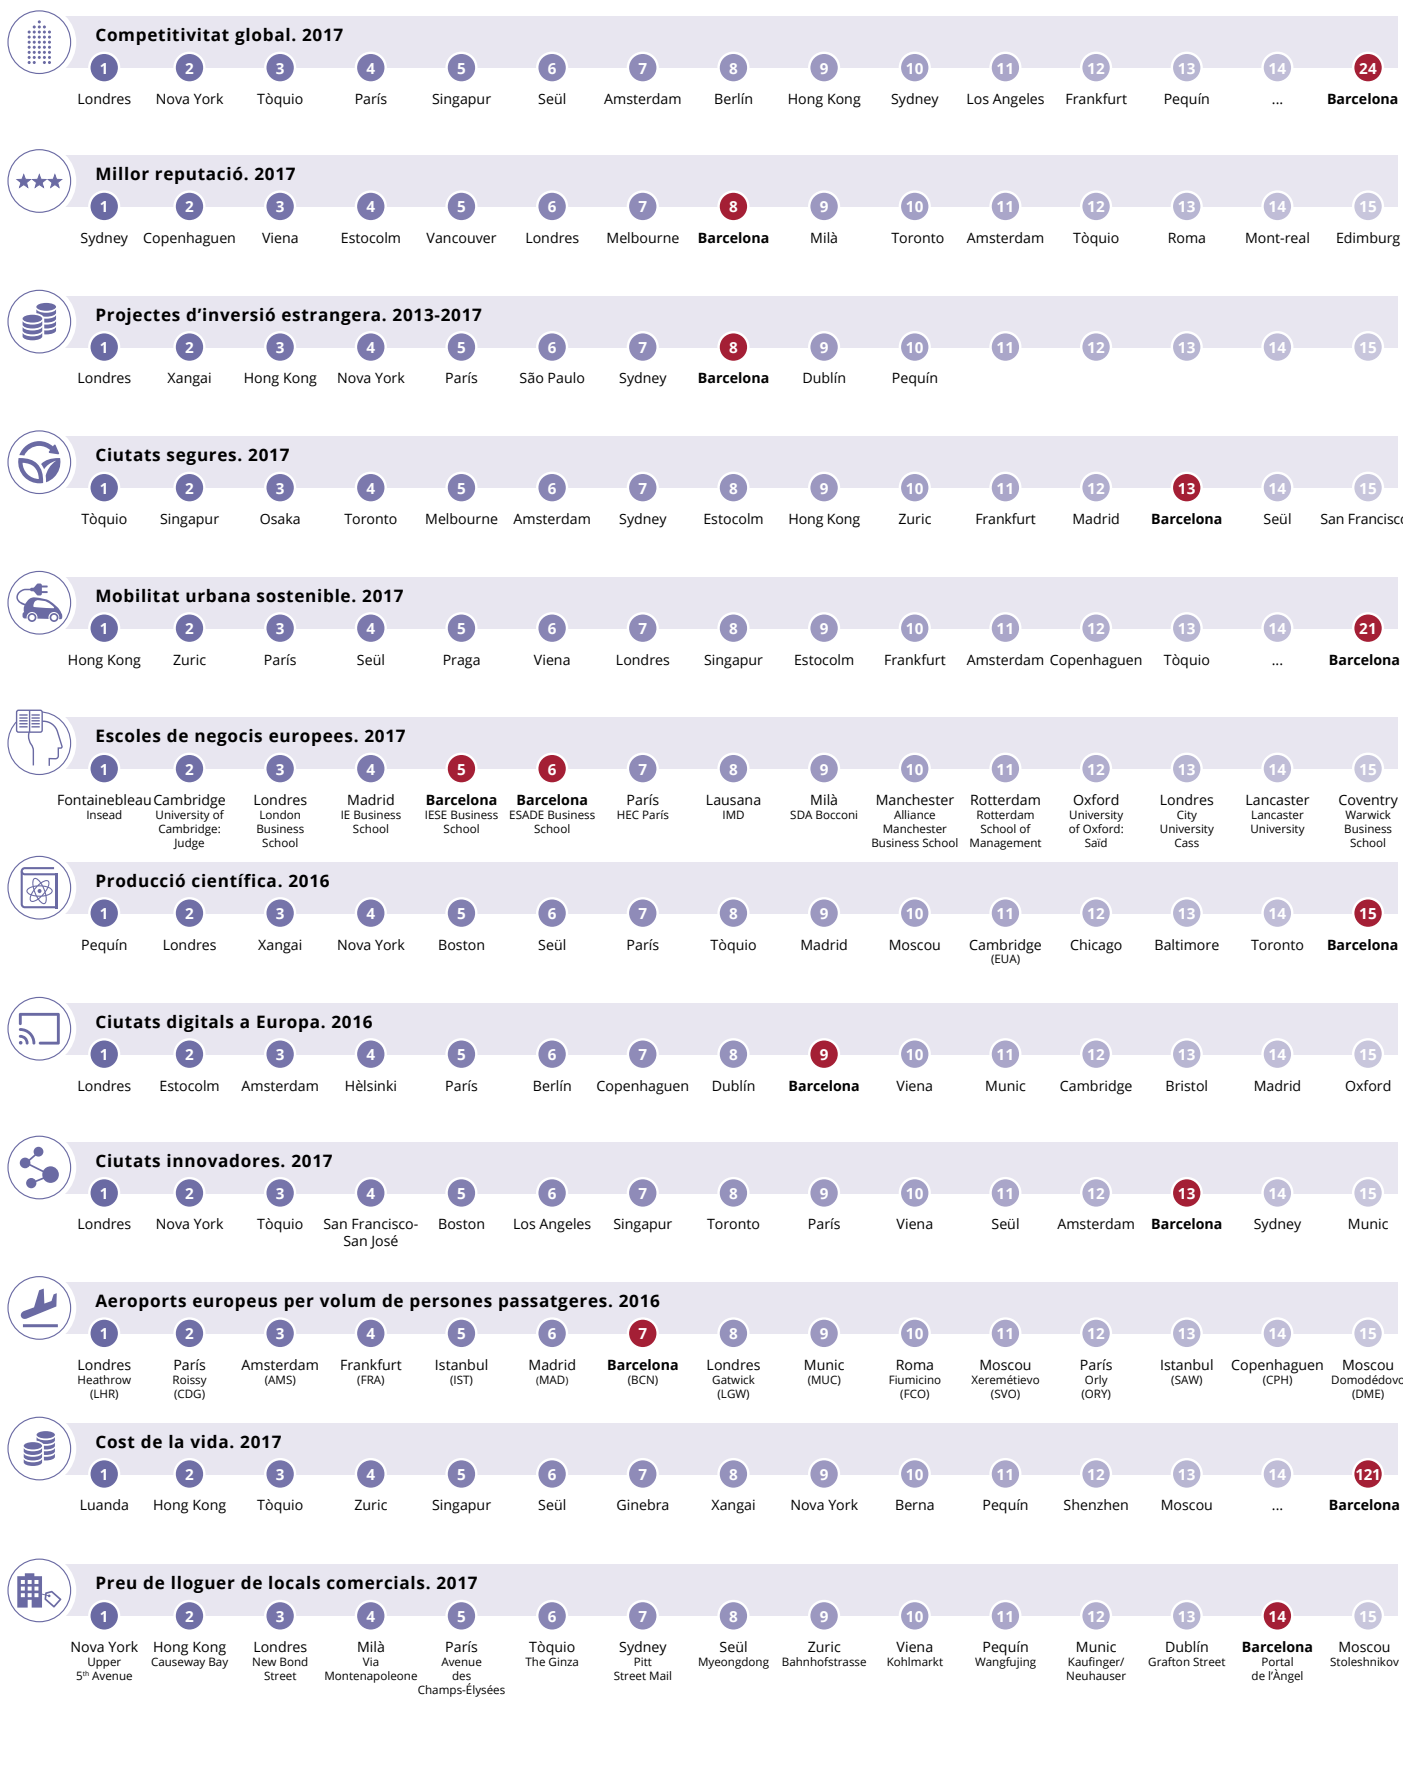 Competitivitat global. 2017
1 2 3 4 5 6 7 8 9 10 11 12 13 14 24
Londres Nova York Tòquio París Singapur Seül Amsterdam Berlín Hong Kong Sydney Los Angeles Frankfurt Pequín ... Barcelona
Millor reputació. 2017
1 2 3 4 5 6 7 8 9 10 11 12 13 14 15
Sydney Copenhaguen Viena Estocolm Vancouver Londres Melbourne Barcelona Milà Toronto Amsterdam Tòquio Roma Mont-real Edimburg
Projectes d’inversió estrangera. 2013-2017
1 2 3 4 5 6 7 8 9 10 11 12 13 14 15
Londres Xangai Hong Kong Nova York París São Paulo Sydney Barcelona Dublín Pequín
Ciutats segures. 2017
1 2 3 4 5 6 7 8 9 10 11 12 13 14 15
Tòquio Singapur Osaka Toronto Melbourne Amsterdam Sydney Estocolm Hong Kong Zuric Frankfurt Madrid Barcelona Seül San Francisco
Mobilitat urbana sostenible. 2017
1 2 3 4 5 6 7 8 9 10 11 12 13 14 21
Hong Kong Zuric París Seül Praga Viena Londres Singapur Estocolm Frankfurt Amsterdam Copenhaguen Tòquio ... Barcelona
Escoles de negocis europees. 2017
1 2 3 4 5 6 7 8 9 10 11 12 13 14 15
Fontainebleau Cambridge Londres Madrid Barcelona Barcelona París Lausana Milà Manchester Rotterdam Oxford Londres Lancaster Coventry
Insead University of London IE Business IESE Business ESADE Business HEC París IMD SDA Bocconi Alliance Rotterdam University City Lancaster Warwick
Cambridge: Business School School School Manchester School of of Oxford: University University Business
Judge School Business School Management Saïd Cass School
Producció científica. 2016
1 2 3 4 5 6 7 8 9 10 11 12 13 14 15
Pequín Londres Xangai Nova York Boston Seül París Tòquio Madrid Moscou Cambridge Chicago Baltimore Toronto Barcelona
(EUA)
Ciutats digitals a Europa. 2016
1 2 3 4 5 6 7 8 9 10 11 12 13 14 15
Londres Estocolm Amsterdam Hèlsinki París Berlín Copenhaguen Dublín Barcelona Viena Munic Cambridge Bristol Madrid Oxford
Ciutats innovadores. 2017
1 2 3 4 5 6 7 8 9 10 11 12 13 14 15
Londres Nova York Tòquio San Francisco- Boston Los Angeles Singapur Toronto París Viena Seül Amsterdam Barcelona Sydney Munic
San José
Aeroports europeus per volum de persones passatgeres. 2016
1 2 3 4 5 6 7 8 9 10 11 12 13 14 15
Londres París Amsterdam Frankfurt Istanbul Madrid Barcelona Londres Munic Roma Moscou París Istanbul Copenhaguen Moscou
Heathrow Roissy (AMS) (FRA) (IST) (MAD) (BCN) Gatwick (MUC) Fiumicino Xeremétievo Orly (SAW) (CPH) Domodédovo
(LHR) (CDG) (LGW) (FCO) (SVO) (ORY) (DME)
Cost de la vida. 2017
1 2 3 4 5 6 7 8 9 10 11 12 13 14 121
Luanda Hong Kong Tòquio Zuric Singapur Seül Ginebra Xangai Nova York Berna Pequín Shenzhen Moscou ... Barcelona
Preu de lloguer de locals comercials. 2017
1 2 3 4 5 6 7 8 9 10 11 12 13 14 15
Nova York Hong Kong Londres Milà París Tòquio Sydney Seül Zuric Viena Pequín Munic Dublín Barcelona Moscou
Upper Causeway Bay New Bond Via Avenue The Ginza Pitt Myeongdong Bahnhofstrasse Kohlmarkt Wangfujing Kaufinger/ Grafton Street Portal Stoleshnikov
5th Avenue Street Montenapoleone des Street Mail Neuhauser de l’Àngel
Champs-Élysées